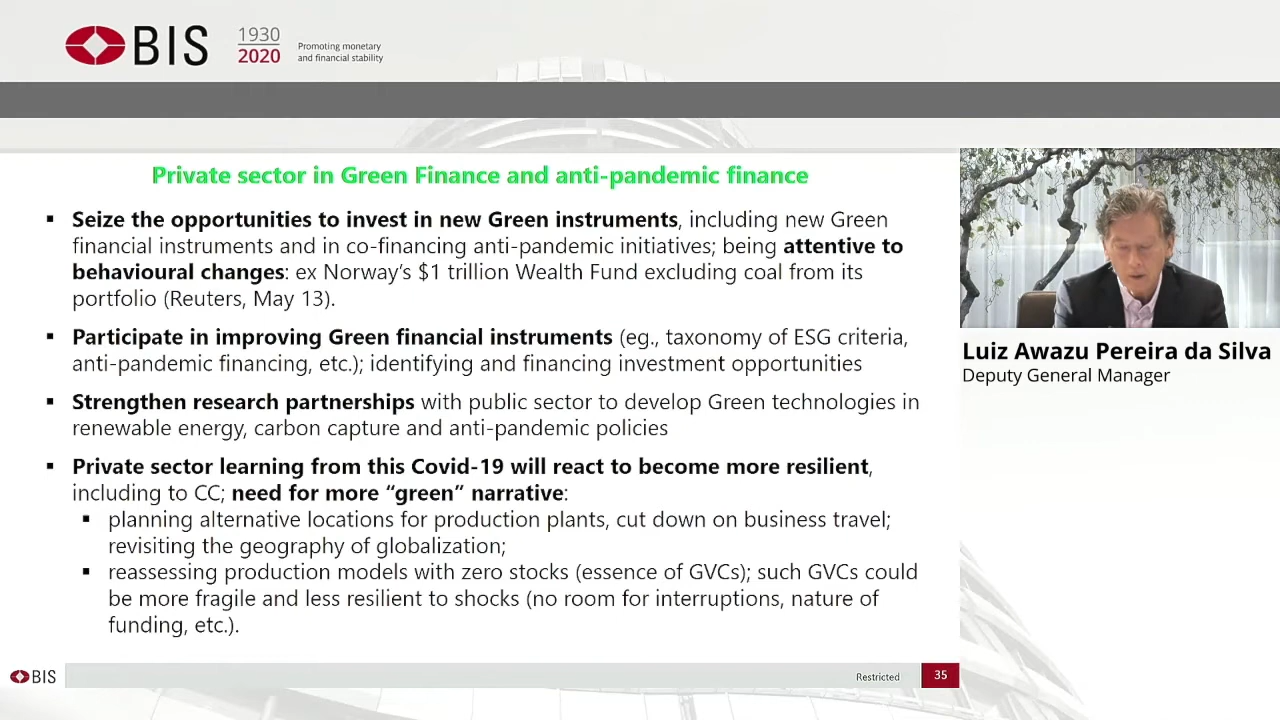 BIS
1930
2020
Promoting monetary
and financial stability
Private sector in Green Finance and anti-pandemic finance
▪ Seize the opportunities to invest in new Green instruments, including new Green
financial instruments and in co-financing anti-pandemic initiatives; being attentive to
behavioural changes: ex Norway's $1 trillion Wealth Fund excluding coal from its
portfolio (Reuters, May 13).
▪ Participate in improving Green financial instruments (eg., taxonomy of ESG criteria,
anti-pandemic financing, etc.); identifying and financing investment opportunities
▪ Strengthen research partnerships with public sector to develop Green technologies in
renewable energy, carbon capture and anti-pandemic policies
▪ Private sector learning from this Covid-19 will react to become more resilient,
including to CC; need for more “green” narrative:
▪ planning alternative locations for production plants, cut down on business travel;
revisiting the geography of globalization;
▪ reassessing production models with zero stocks (essence of GVCs); such GVCs could
be more fragile and less resilient to shocks (no room for interruptions, nature of
funding, etc.).
Luiz Awazu Pereira da Silva
Deputy General Manager
BIS
Restricted
35